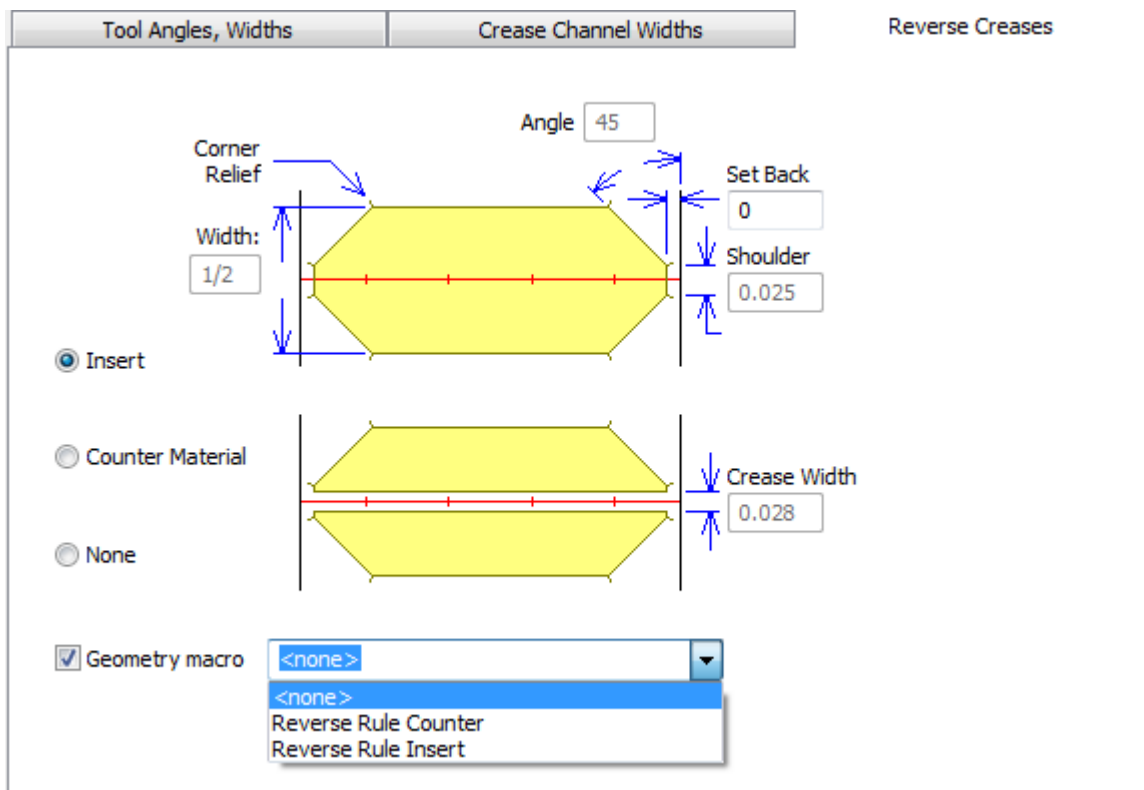 Tool Angles, Widths
Crease Channel Widths
Reverse Creases
Angle
45
Corner
Relief
Set Back
0
Width:
1/2
Shoulder
0.025
Insert
Counter Material
Crease Width
0.028
None
Geometry macro
<none>
<none>
Reverse Rule Counter
Reverse Rule Insert